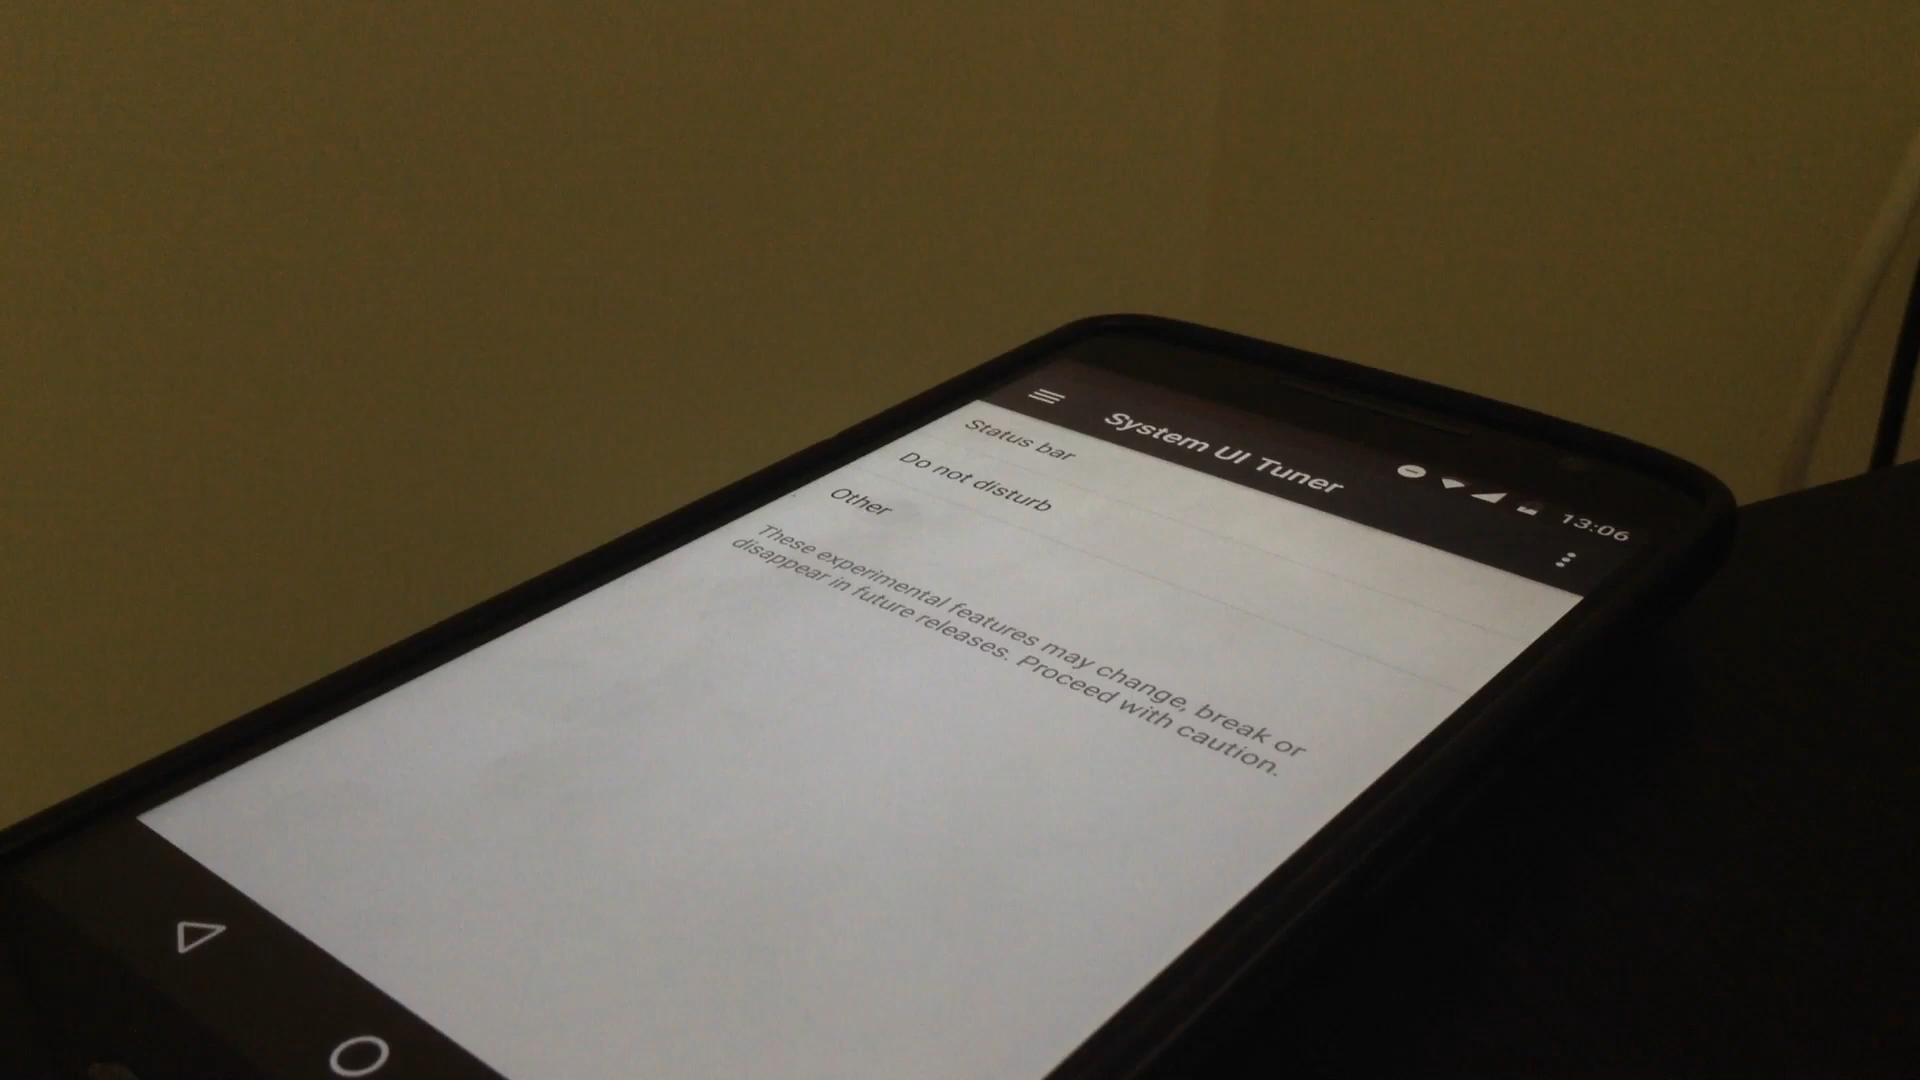 13:06
System UI Tuner
Status bar
Do not disturb
Other
These experimental features may change, break or
disappear in future releases. Proceed with caution.